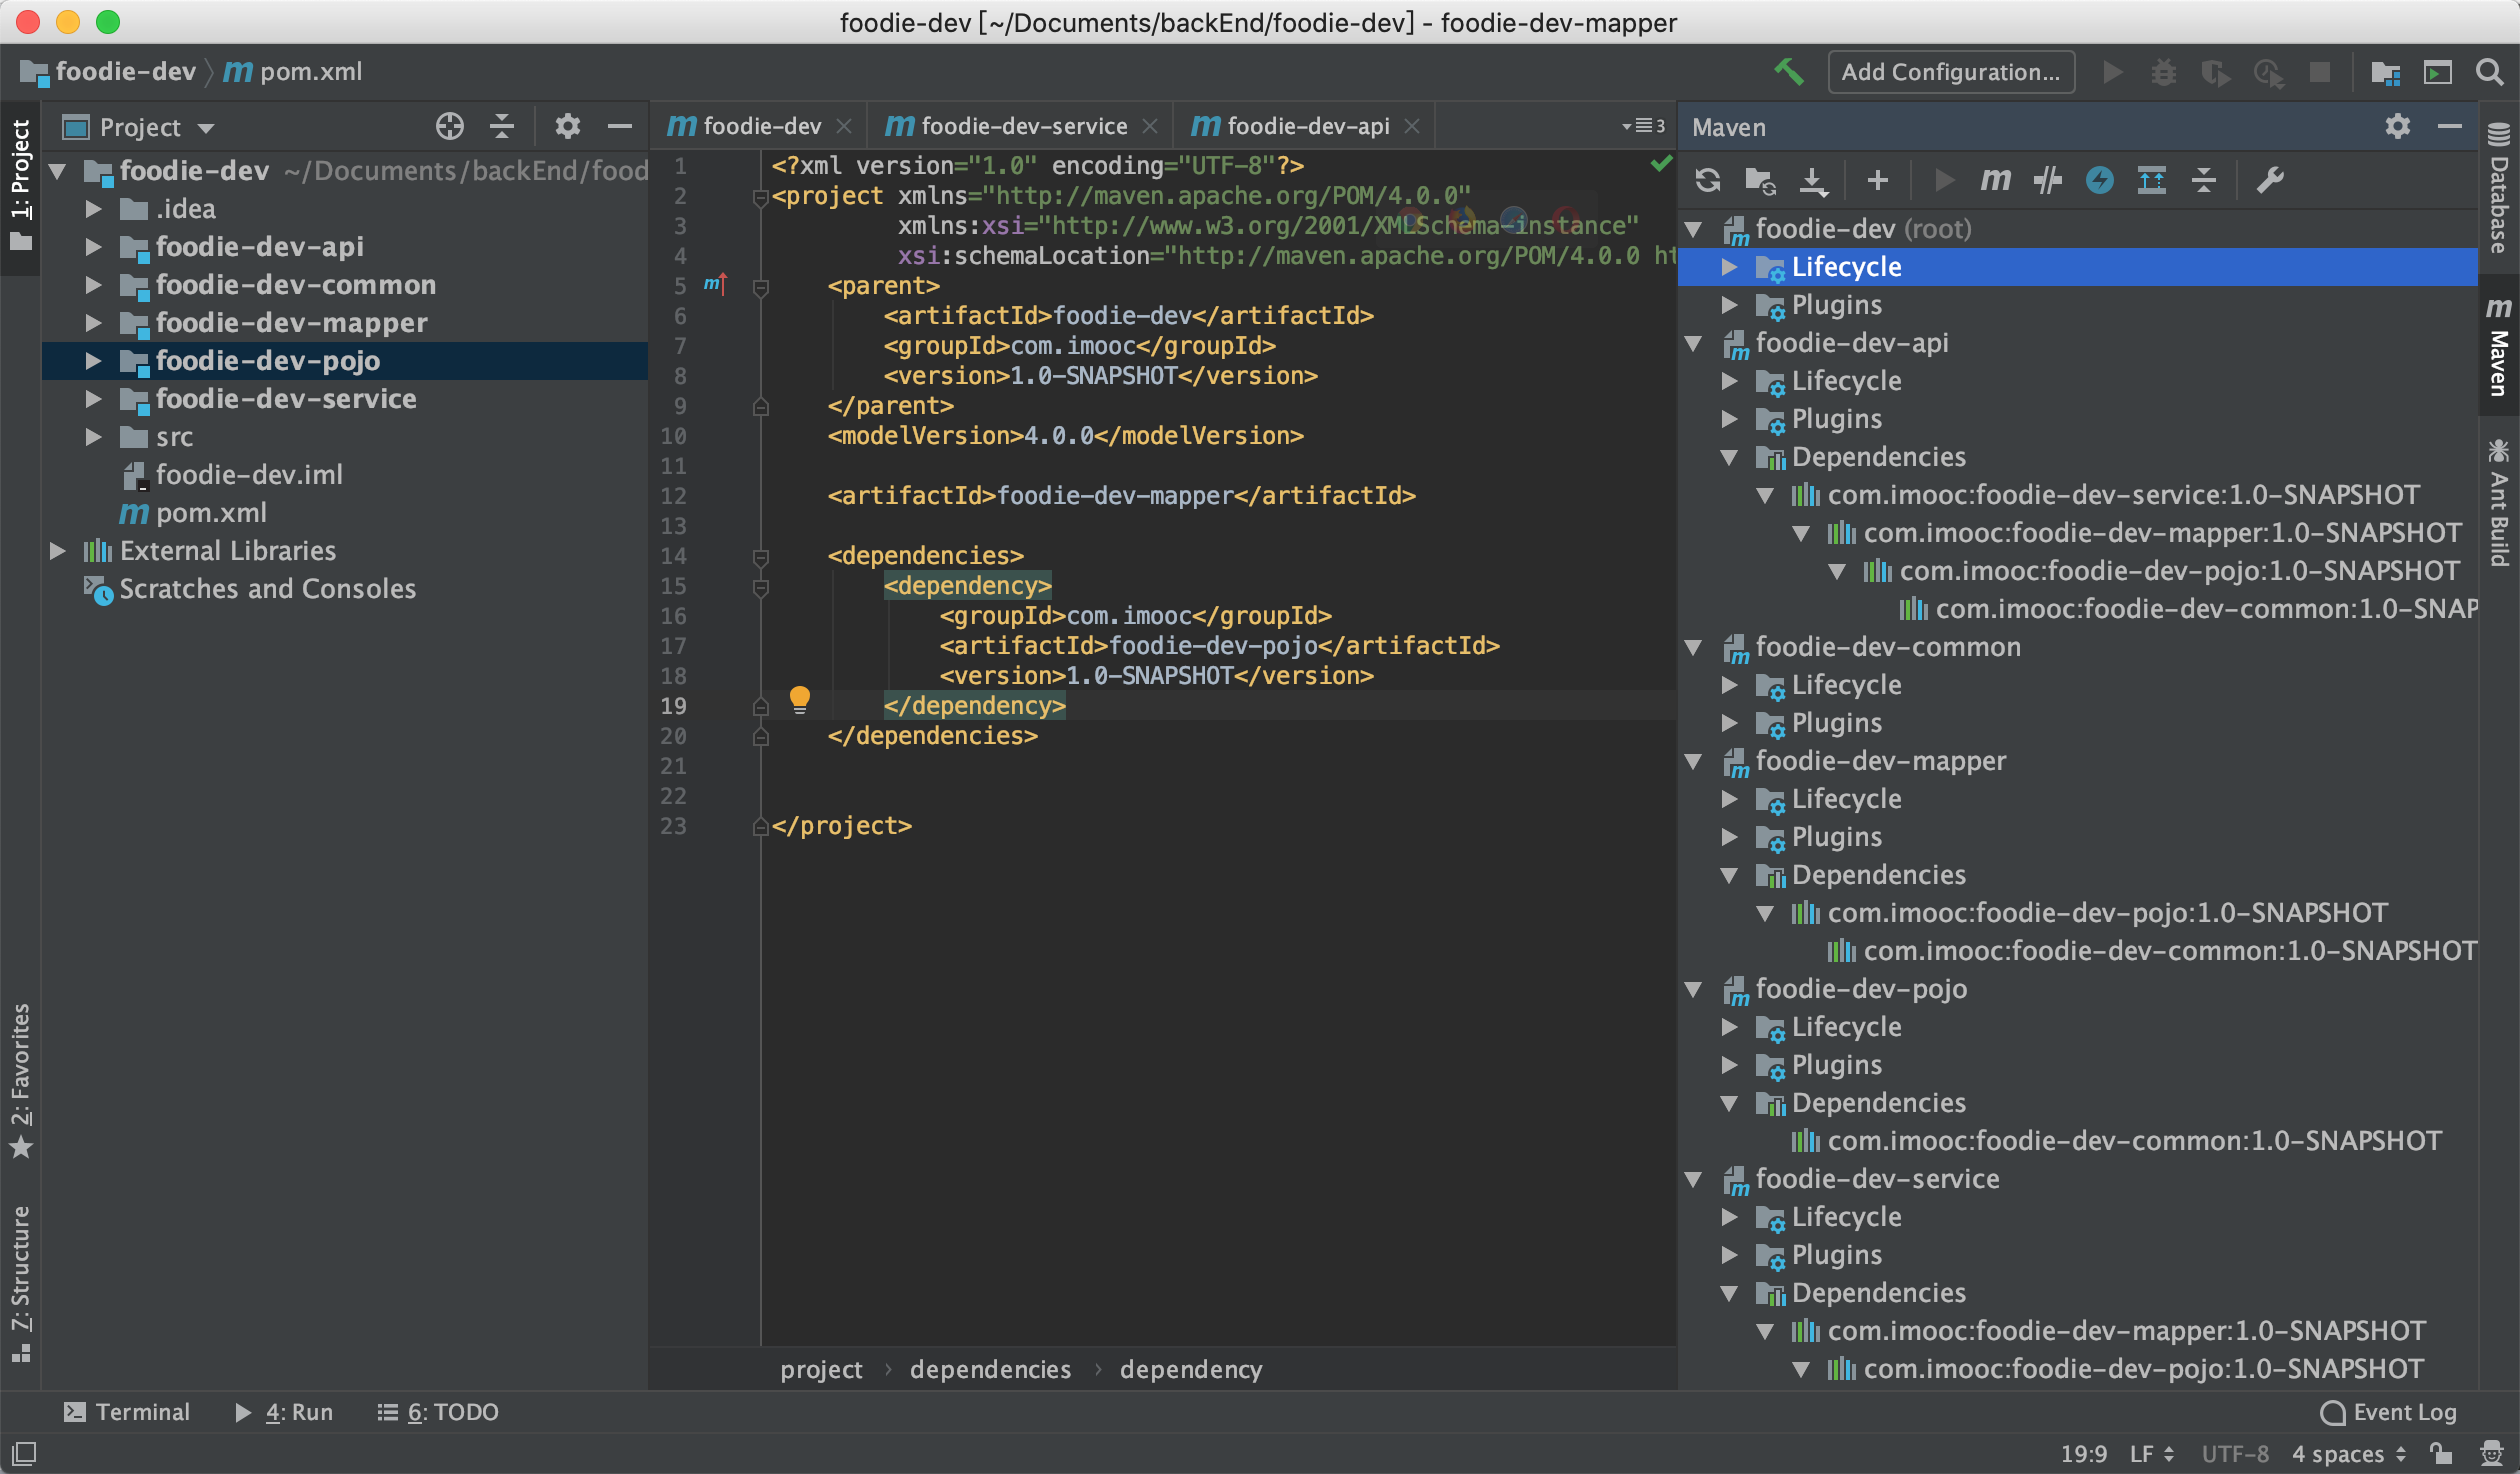 foodie-dev [~/Documents/backEnd/foodie-dev] - foodie-dev-mapper
foodie-dev
pom.xml
Add Configuration...
1: Project
Project
foodie-dev ~/Documents/backEnd/food
.idea
foodie-dev-api
foodie-dev-common
foodie-dev-mapper
foodie-dev-pojo
foodie-dev-service
src
foodie-dev.iml
pom.xml
External Libraries
Scratches and Consoles
2: Favorites
7: Structure
foodie-dev
foodie-dev-service
foodie-dev-api
3
1 <?xml version="1.0" encoding="UTF-8"?>
2 <project xmlns="http://maven.apache.org/POM/4.0.0"
3 xmlns:xsi="http://www.w3.org/2001/XMLSchema-instance"
4 xsi:schemaLocation="http://maven.apache.org/POM/4.0.0 ht
5 <parent>
6 <artifactId>foodie-dev</artifactId>
7 <groupId>com.imooc</groupId>
8 <version>1.0-SNAPSHOT</version>
9 </parent>
10 <modelVersion>4.0.0</modelVersion>
11
12 <artifactId>foodie-dev-mapper</artifactId>
13
14 <dependencies>
15 <dependency>
16 <groupId>com.imooc</groupId>
17 <artifactId>foodie-dev-pojo</artifactId>
18 <version>1.0-SNAPSHOT</version>
19 </dependency>
20 </dependencies>
21
22
23 </project>
project › dependencies › dependency
Maven
foodie-dev (root)
Lifecycle
Plugins
foodie-dev-api
Lifecycle
Plugins
Dependencies
com.imooc:foodie-dev-service:1.0-SNAPSHOT
com.imooc:foodie-dev-mapper:1.0-SNAPSHOT
com.imooc:foodie-dev-pojo:1.0-SNAPSHOT
com.imooc:foodie-dev-common:1.0-SNAP
foodie-dev-common
Lifecycle
Plugins
foodie-dev-mapper
Lifecycle
Plugins
Dependencies
com.imooc:foodie-dev-pojo:1.0-SNAPSHOT
com.imooc:foodie-dev-common:1.0-SNAPSHOT
foodie-dev-pojo
Lifecycle
Plugins
Dependencies
com.imooc:foodie-dev-common:1.0-SNAPSHOT
foodie-dev-service
Lifecycle
Plugins
Dependencies
com.imooc:foodie-dev-mapper:1.0-SNAPSHOT
com.imooc:foodie-dev-pojo:1.0-SNAPSHOT
Database
Maven
Ant Build
Terminal
4: Run
6: TODO
Event Log
19:9 LF UTF-8 4 spaces